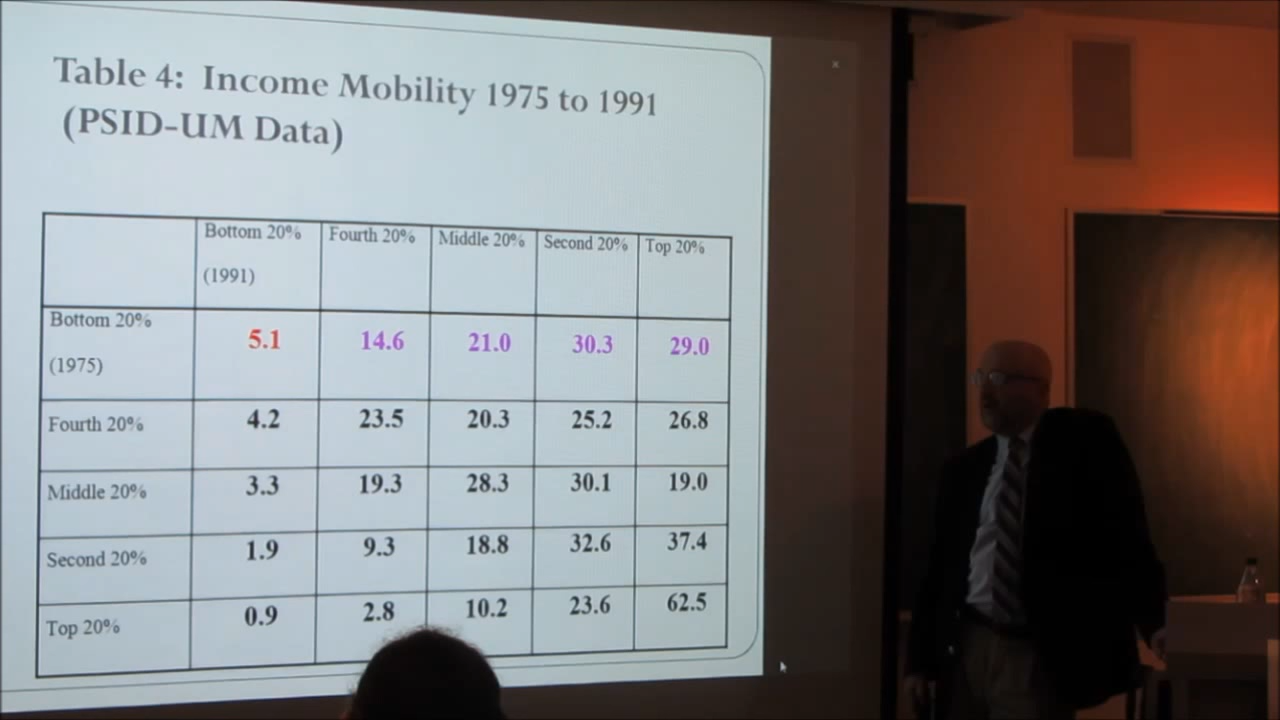 Table 4: Income Mobility 1975 to 1991
(PSID-UM Data)
Bottom 20% (1991) Fourth 20% Middle 20% Second 20% Top 20%
Bottom 20% (1975) 5.1 14.6 21.0 30.3 29.0
Fourth 20% 4.2 23.5 20.3 25.2 26.8
Middle 20% 3.3 19.3 28.3 30.1 19.0
Second 20% 1.9 9.3 18.8 32.6 37.4
Top 20% 0.9 2.8 10.2 23.6 62.5